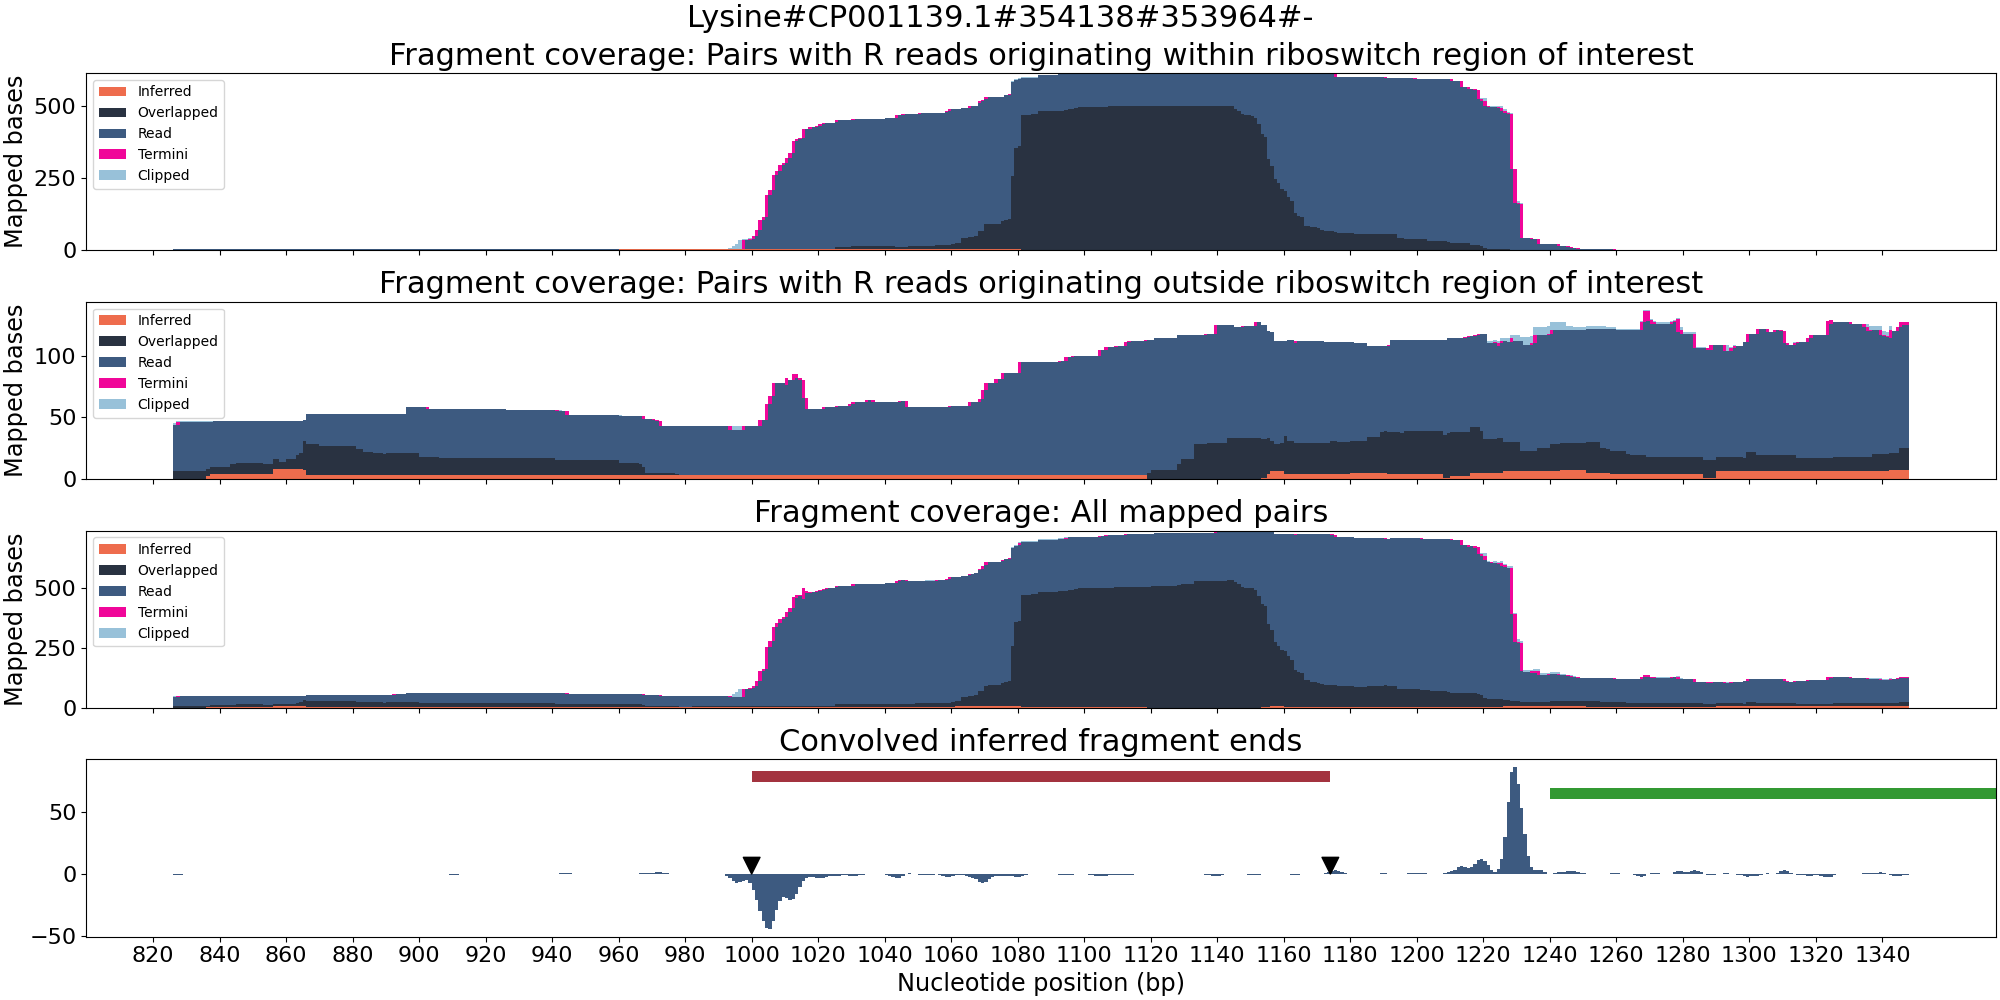 Lysine#CP001139.1#354138#353964#-
Fragment coverage: Pairs with R reads originating within riboswitch region of interest
Mapped bases
500
250
0
Inferred
Overlapped
Read
Termini
Clipped
Fragment coverage: Pairs with R reads originating outside riboswitch region of interest
Mapped bases
100
50
0
Inferred
Overlapped
Read
Termini
Clipped
Fragment coverage: All mapped pairs
Mapped bases
500
250
0
Inferred
Overlapped
Read
Termini
Clipped
Convolved inferred fragment ends
50
0
−50
820 840 860 880 900 920 940 960 980 1000 1020 1040 1060 1080 1100 1120 1140 1160 1180 1200 1220 1240 1260 1280 1300 1320 1340
Nucleotide position (bp)